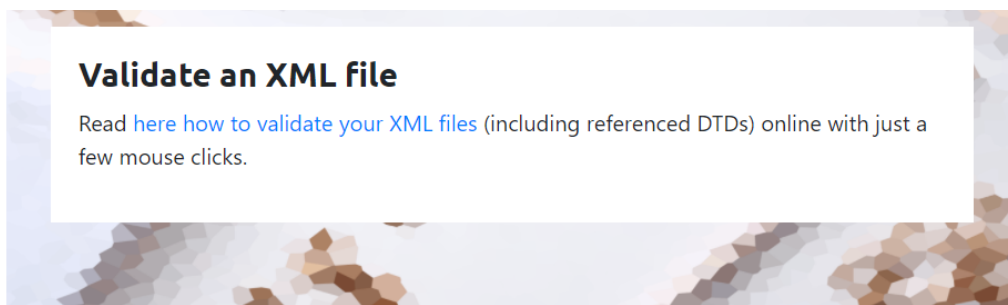 Validate an XML file
Read here how to validate your XML files (including referenced DTDs) online with just a
few mouse clicks.